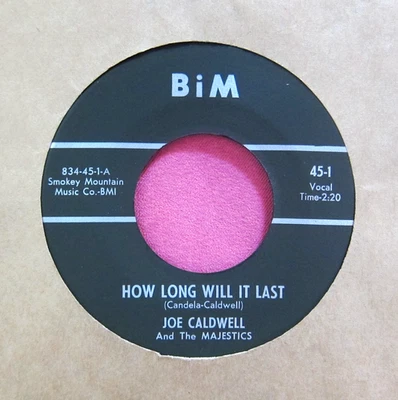 BiM
834-45-1-A
Smokey Mountain
Music Co.-BMI
45-1
Vocal
Time-2:20
HOW LONG WILL IT LAST
(Candela-Caldwell)
JOE CALDWELL
And The MAJESTICS